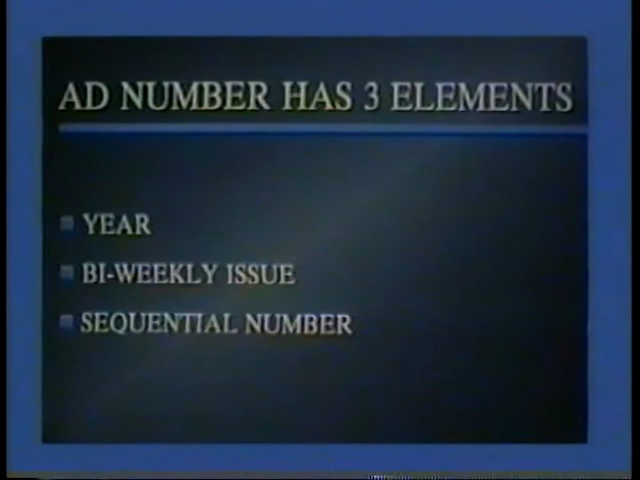 AD NUMBER HAS 3 ELEMENTS
YEAR
BI-WEEKLY ISSUE
SEQUENTIAL NUMBER